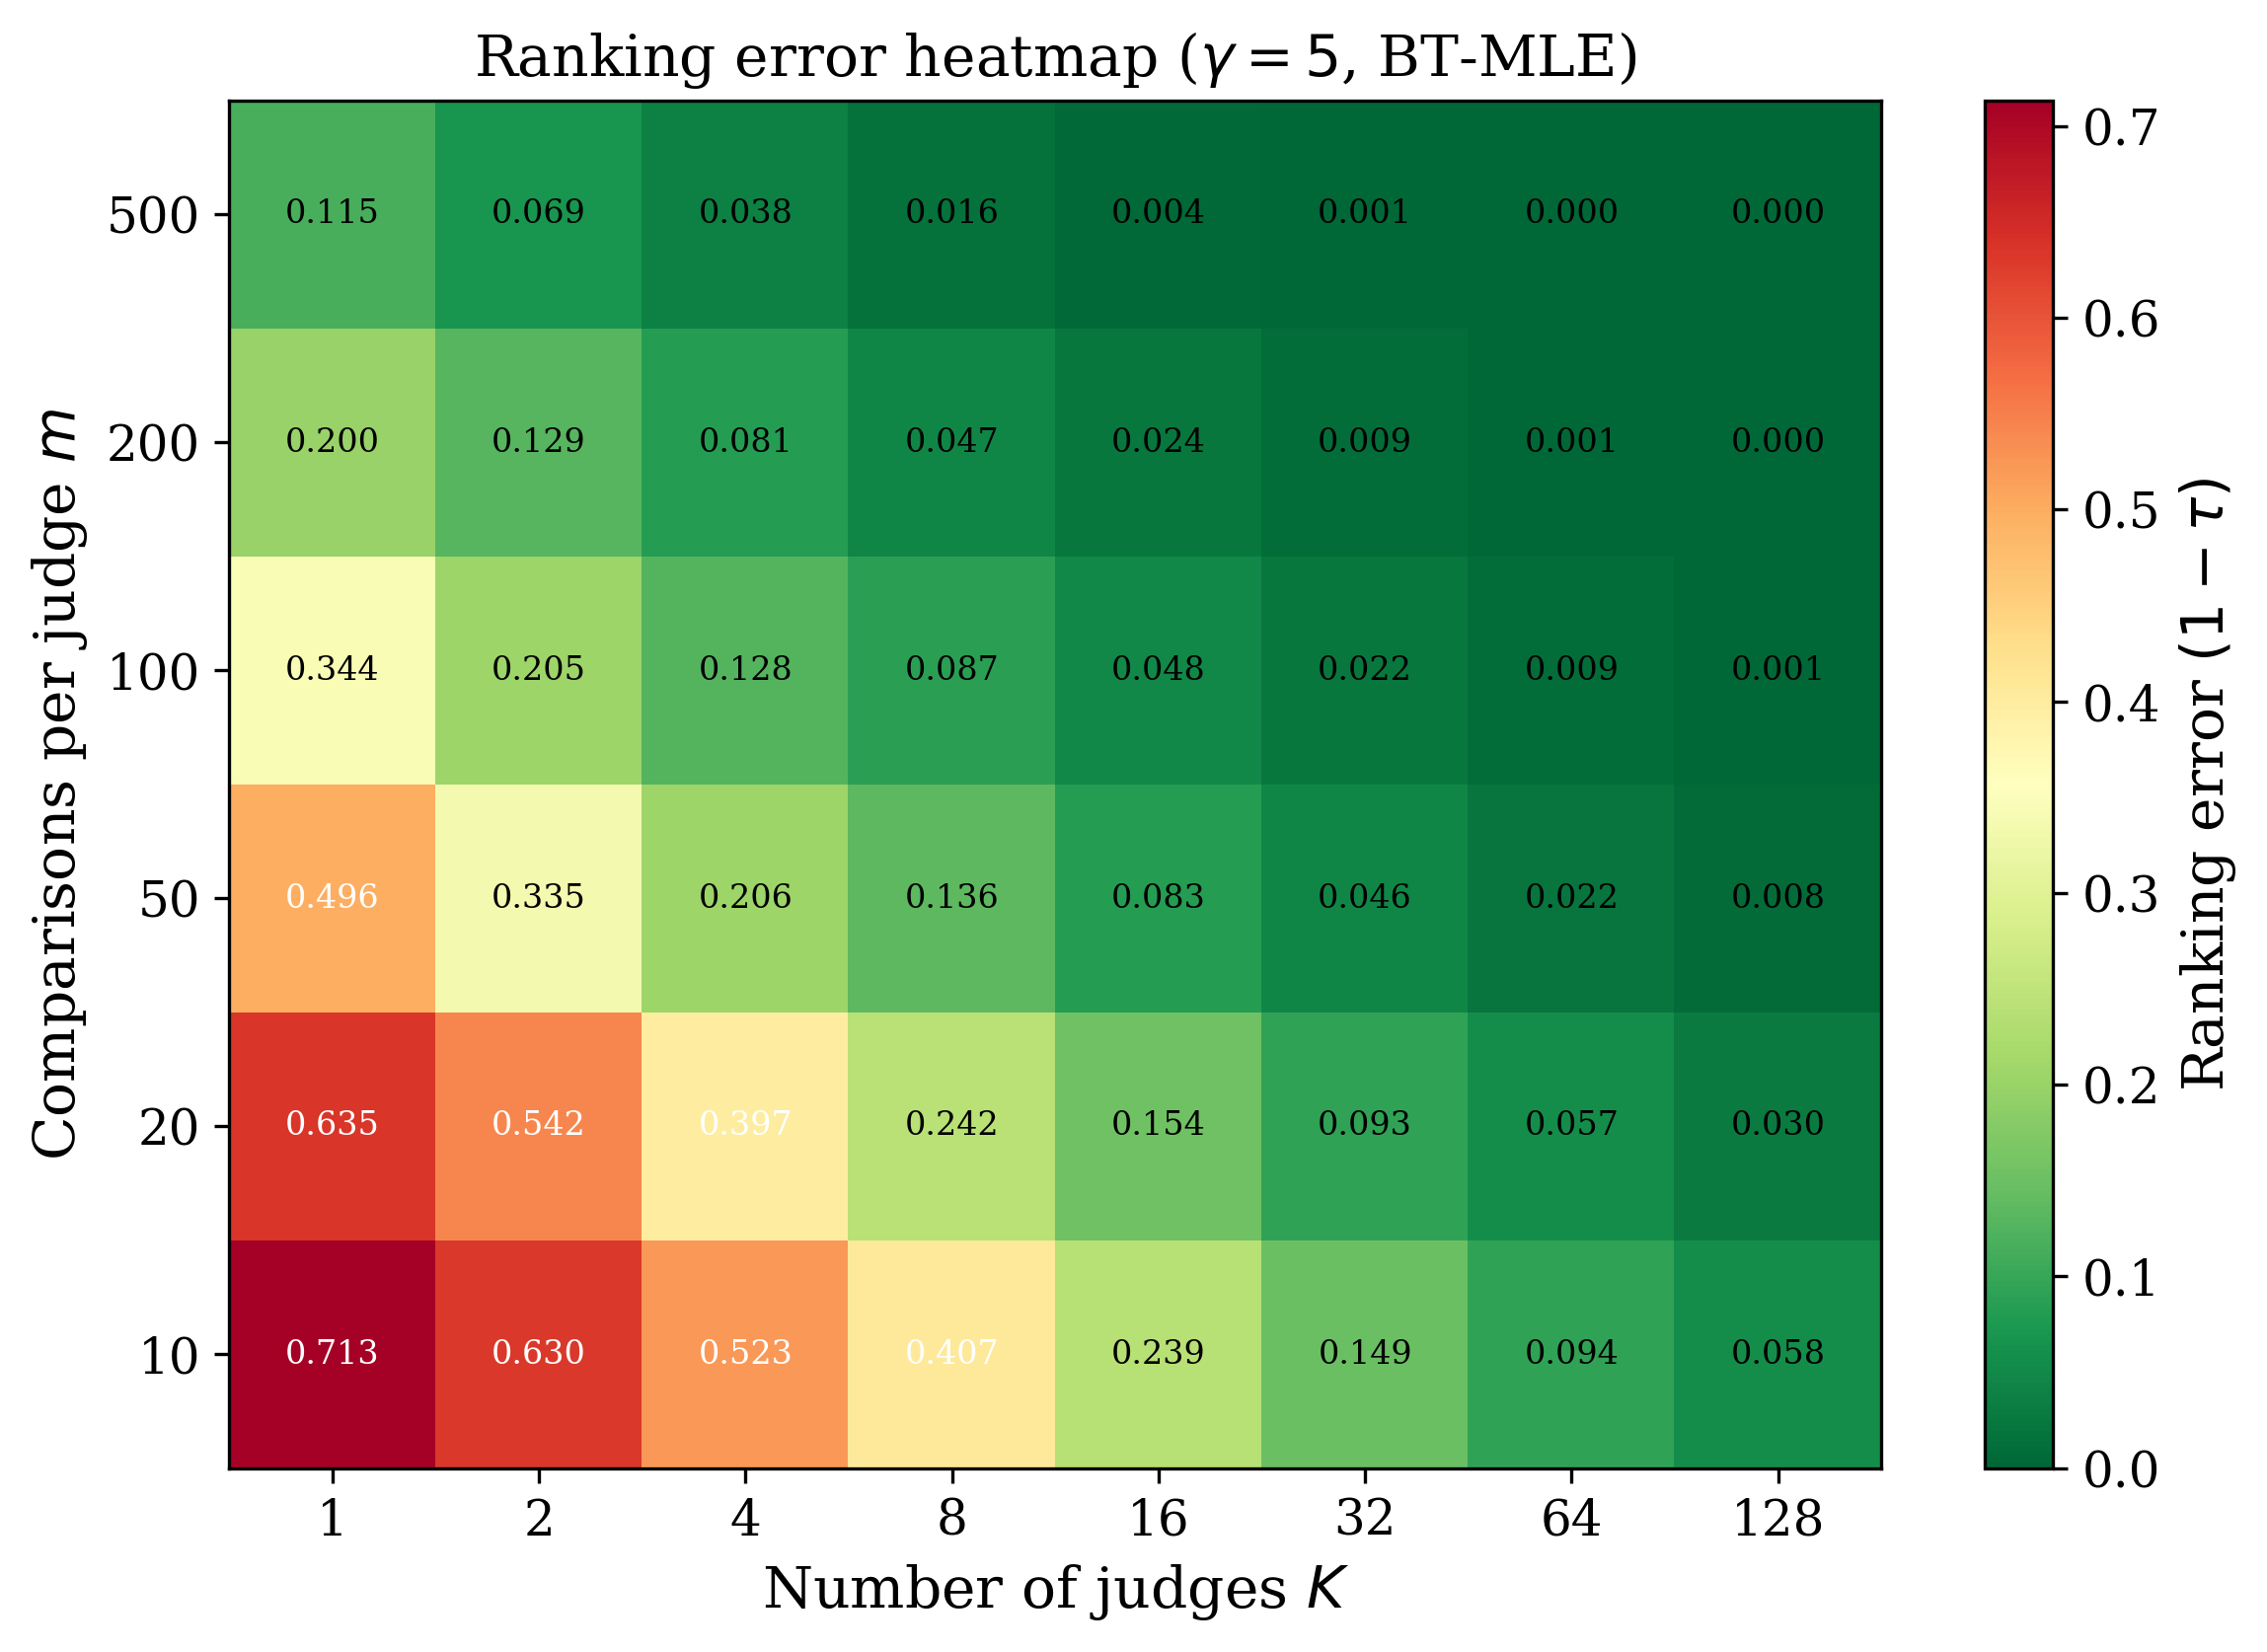 Ranking error heatmap (γ = 5, BT-MLE)
Comparisons per judge m
500 0.115 0.069 0.038 0.016 0.004 0.001 0.000 0.000
200 0.200 0.129 0.081 0.047 0.024 0.009 0.001 0.000
100 0.344 0.205 0.128 0.087 0.048 0.022 0.009 0.001
50 0.496 0.335 0.206 0.136 0.083 0.046 0.022 0.008
20 0.635 0.542 0.397 0.242 0.154 0.093 0.057 0.030
10 0.713 0.630 0.523 0.407 0.239 0.149 0.094 0.058
1 2 4 8 16 32 64 128
Number of judges K
0.7
0.6
0.5
0.4
0.3
0.2
0.1
0.0
Ranking error (1 − τ)